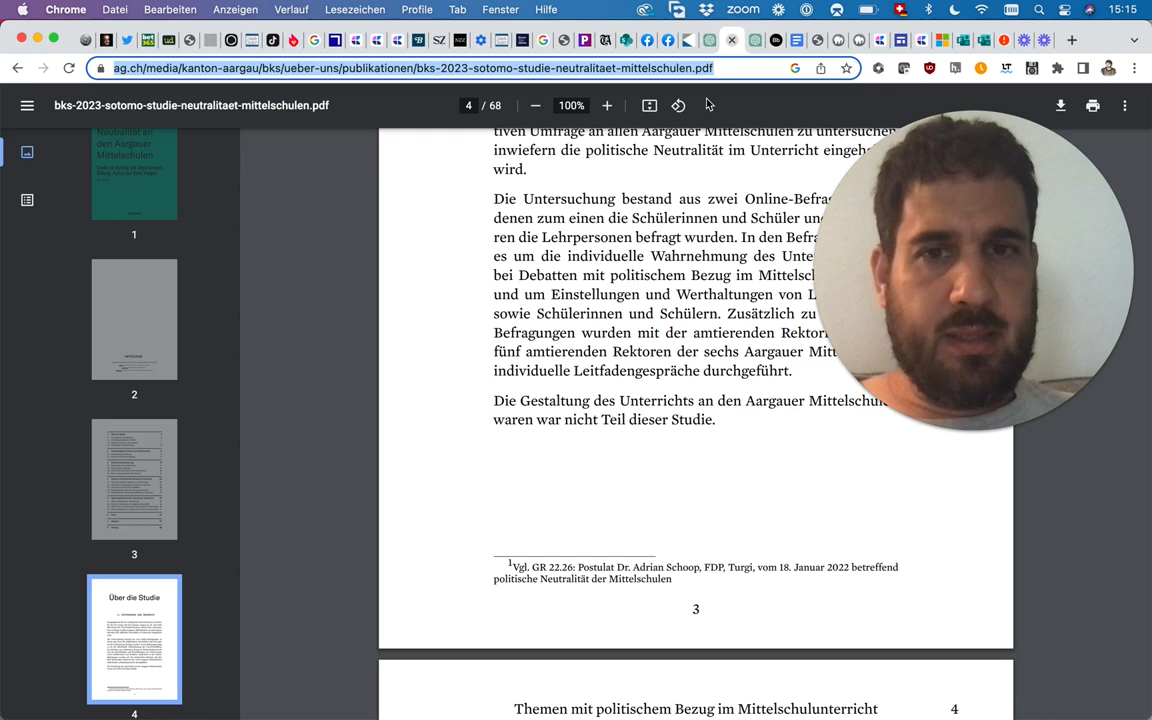 Chrome Datei Bearbeiten Anzeigen Verlauf Lesezeichen Profile Tab Fenster Hilfe zoom 15:15
ag.ch/media/kanton-aargau/bks/ueber-uns/publikationen/bks-2023-sotomo-studie-neutralitaet-mittelschulen.pdf
bks-2023-sotomo-studie-neutralitaet-mittelschulen.pdf 4 / 68 100%
Neutralität an
den Aargauer
Mittelschulen
1
2
3
Über die Studie
4
tiven Umfrage an allen Aargauer Mittelschulen zu untersuchen
inwiefern die politische Neutralität im Unterricht eingeh
wird.
Die Untersuchung bestand aus zwei Online-Befra
denen zum einen die Schülerinnen und Schüler un
ren die Lehrpersonen befragt wurden. In den Befra
es um die individuelle Wahrnehmung des Unte
bei Debatten mit politischem Bezug im Mittelsch
und um Einstellungen und Werthaltungen von L
sowie Schülerinnen und Schülern. Zusätzlich zu
Befragungen wurden mit der amtierenden Rektor
fünf amtierenden Rektoren der sechs Aargauer Mitt
individuelle Leitfadengespräche durchgeführt.
Die Gestaltung des Unterrichts an den Aargauer Mittelschule
waren war nicht Teil dieser Studie.
1Vgl. GR 22.26: Postulat Dr. Adrian Schoop, FDP, Turgi, vom 18. Januar 2022 betreffend
politische Neutralität der Mittelschulen
3
Themen mit politischem Bezug im Mittelschulunterricht 4